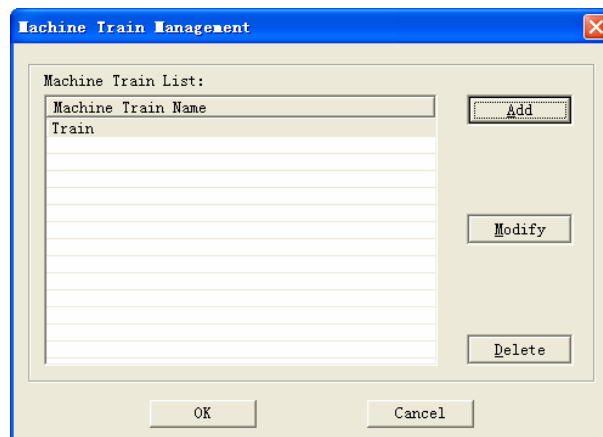 Machine Train Management
Machine Train List:
Machine Train Name
Train
Add
Modify
Delete
OK
Cancel